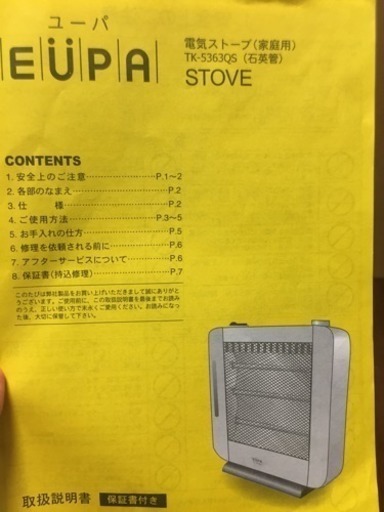 ユーパ
EUPA
電気ストーブ（家庭用）
TK-5363QS（石英管）
STOVE
CONTENTS
1. 安全上のご注意……………………P.1～2
2. 各部のなまえ…………………………P.2
3. 仕　　様………………………………P.2
4. ご使用方法…………………………P.3～5
5. お手入れの仕方………………………P.5
6. 修理を依頼される前に………………P.6
7. アフターサービスについて…………P.6
8. 保証書（持込修理）…………………P.7
このたびは弊社製品をお買い上げいただきまして誠にありがと
うございます。ご使用前に、この取扱説明書を最後までお読み
のうえ、正しい使い方で末永くご愛用ください。お読みになっ
た後、大切に保管して下さい。
取扱説明書 保証書付き